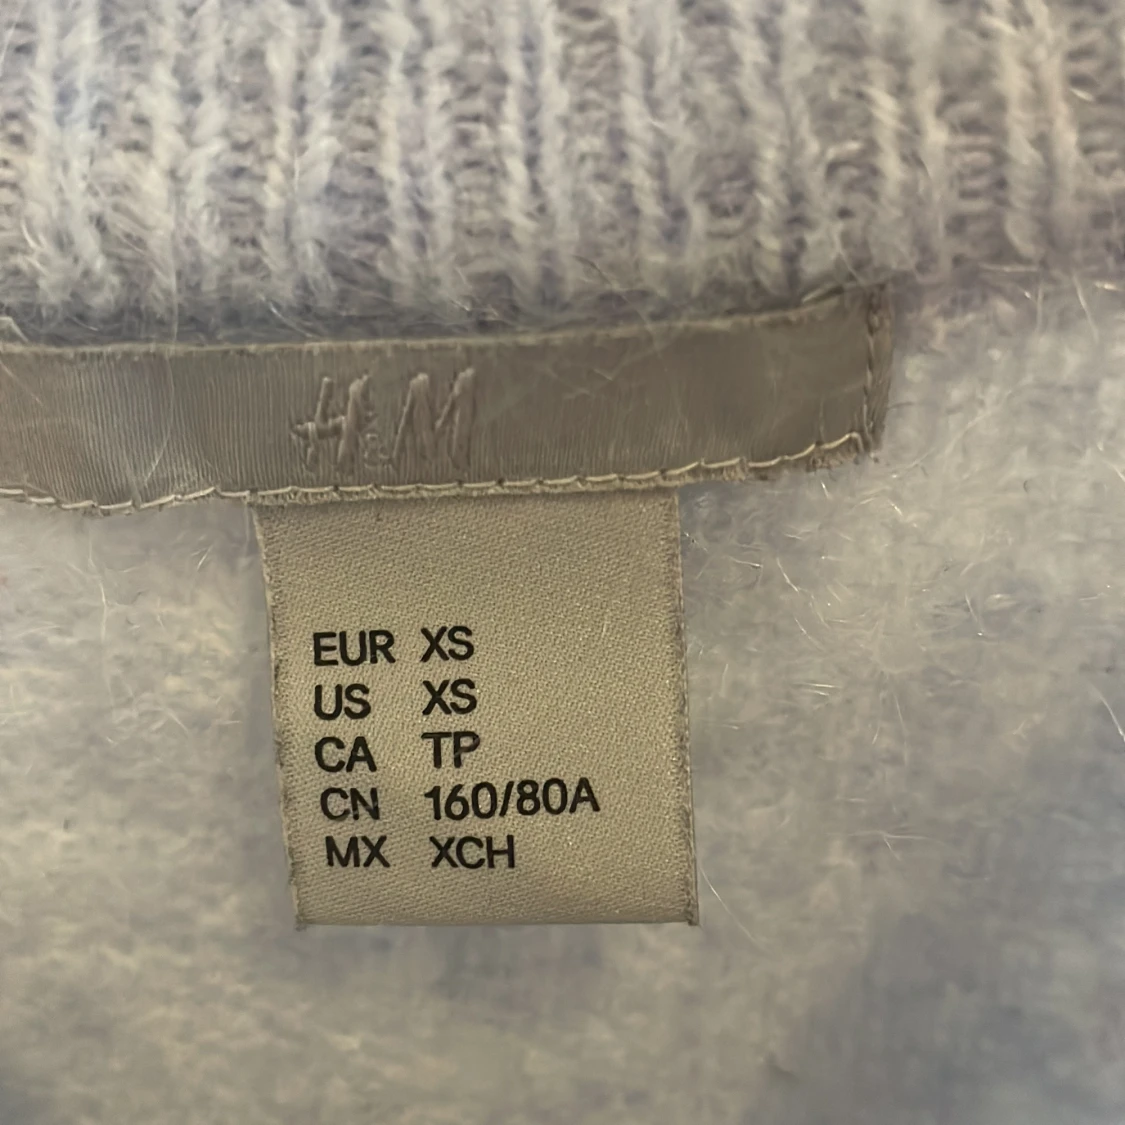 H&M
EUR XS
US XS
CA TP
CN 160/80A
MX XCH